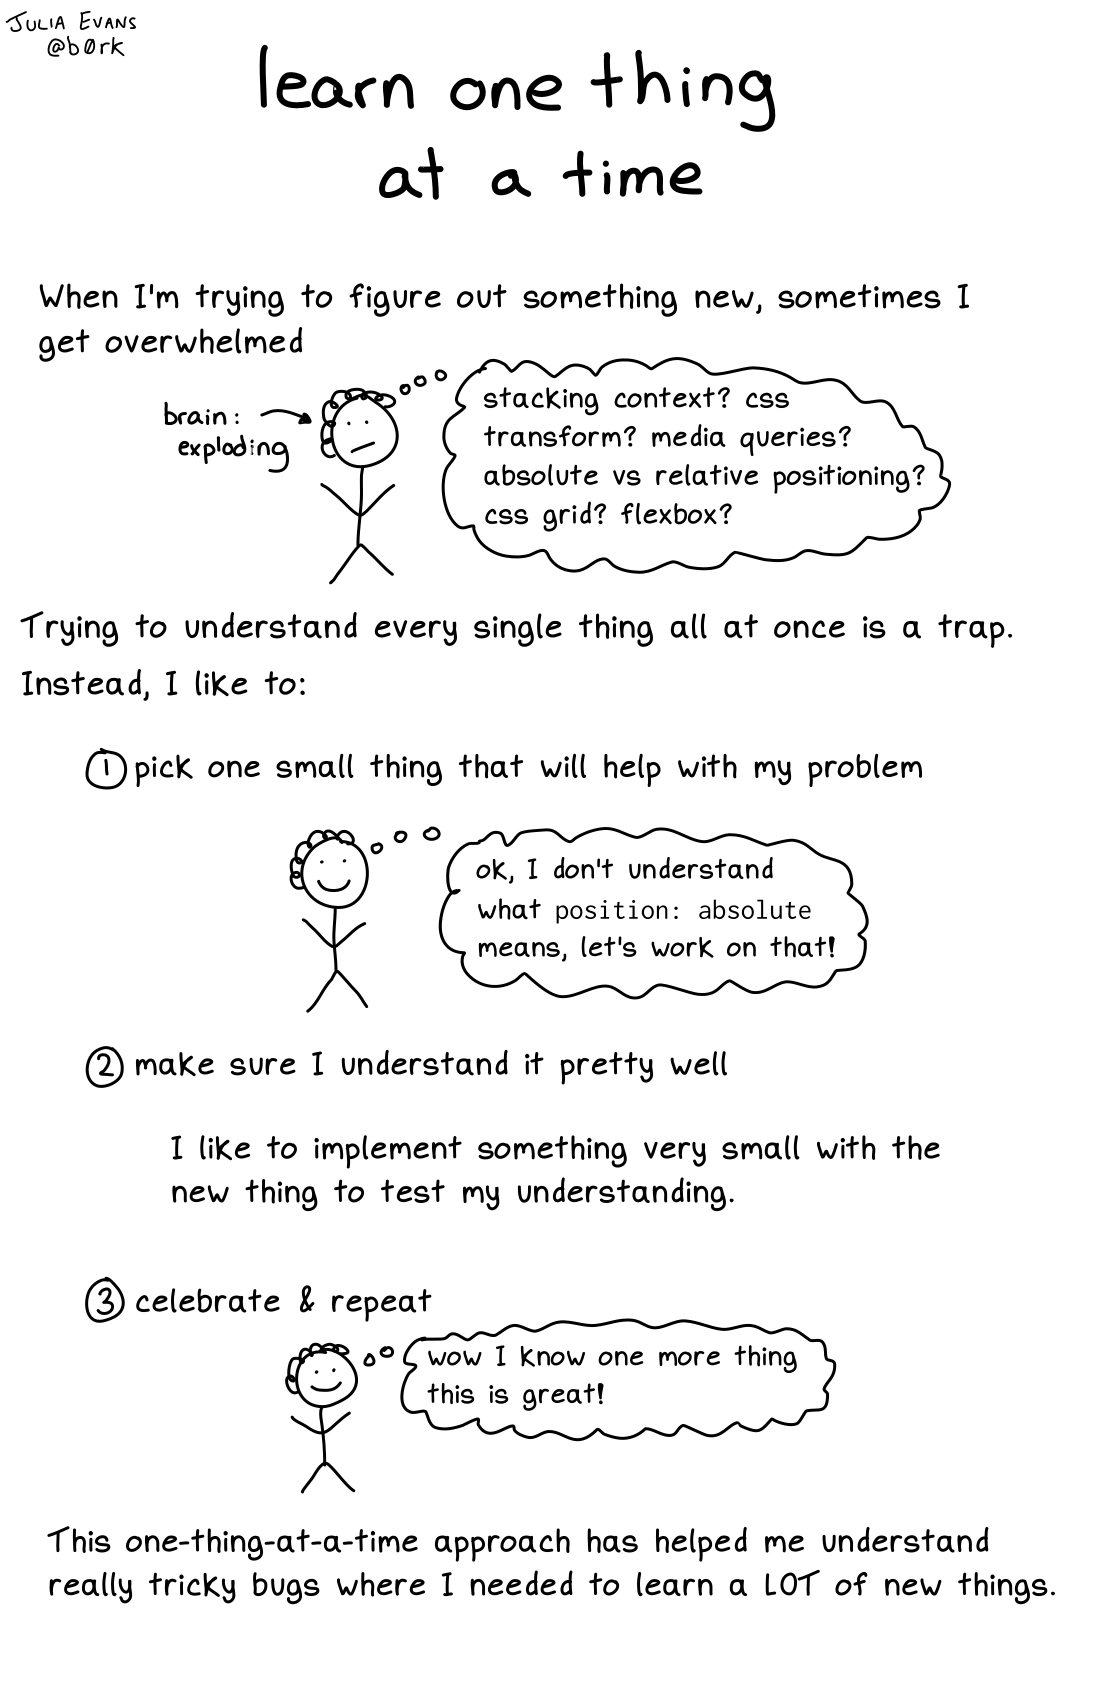 JULIA EVANS
@b0rk
learn one thing
at a time
When I'm trying to figure out something new, sometimes I
get overwhelmed
brain:
exploding
stacking context? css
transform? media queries?
absolute vs relative positioning?
css grid? flexbox?
Trying to understand every single thing all at once is a trap.
Instead, I like to:
① pick one small thing that will help with my problem
ok, I don't understand
what position: absolute
means, let's work on that!
② make sure I understand it pretty well
I like to implement something very small with the
new thing to test my understanding.
③ celebrate & repeat
wow I know one more thing
this is great!
This one-thing-at-a-time approach has helped me understand
really tricky bugs where I needed to learn a LOT of new things.